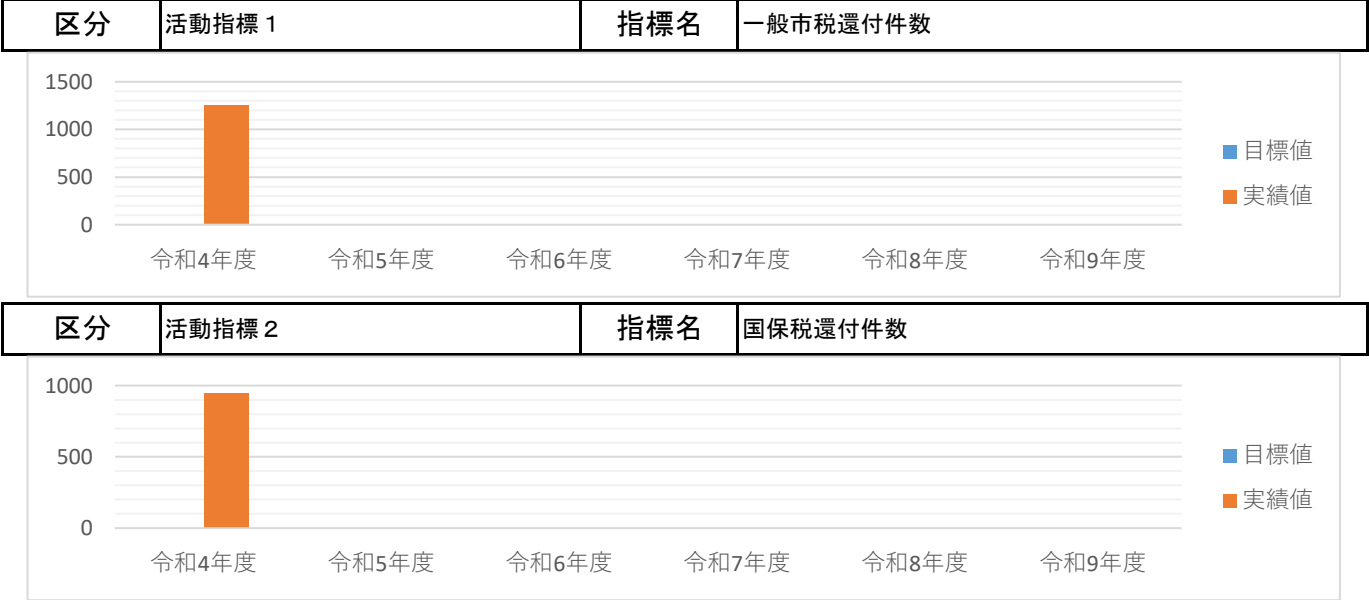 区分 活動指標１ 指標名 一般市税還付件数
1500
1000
500
0
令和4年度 令和5年度 令和6年度 令和7年度 令和8年度 令和9年度
目標値
実績値
区分 活動指標２ 指標名 国保税還付件数
1000
500
0
令和4年度 令和5年度 令和6年度 令和7年度 令和8年度 令和9年度
目標値
実績値